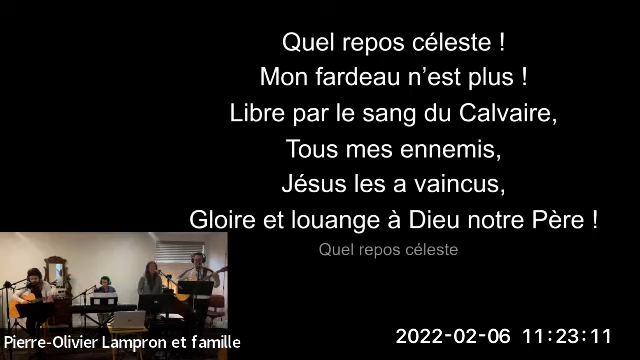 Quel repos céleste !
Mon fardeau n’est plus !
Libre par le sang du Calvaire,
Tous mes ennemis,
Jésus les a vaincus,
Gloire et louange à Dieu notre Père !
Quel repos céleste
Pierre-Olivier Lampron et famille
2022-02-06 11:23:11